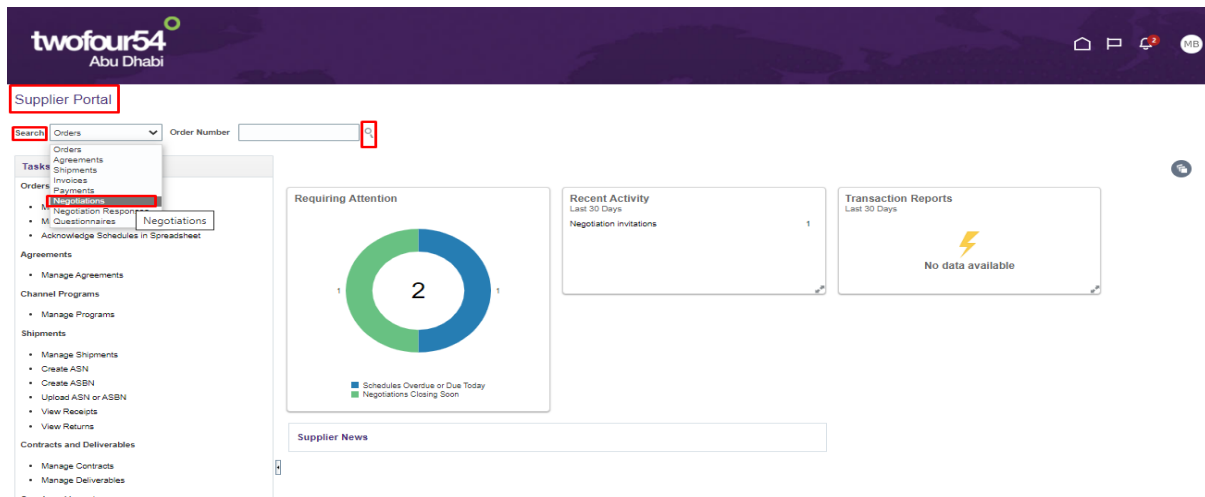 twofour54
Abu Dhabi
2
MB
Supplier Portal
Search Orders Order Number
Orders
Agreements
Shipments
Invoices
Payments
Negotiations
Negotiation Responses
Questionnaires
Negotiations
Tasks
Orders
M
M
Acknowledge Schedules in Spreadsheet
Agreements
Manage Agreements
Channel Programs
Manage Programs
Shipments
Manage Shipments
Create ASN
Create ASBN
Upload ASN or ASBN
View Receipts
View Returns
Contracts and Deliverables
Manage Contracts
Manage Deliverables
Requiring Attention
1
2
1
Schedules Overdue or Due Today
Negotiations Closing Soon
Recent Activity
Last 30 Days
Negotiation invitations 1
Transaction Reports
Last 30 Days
No data available
Supplier News